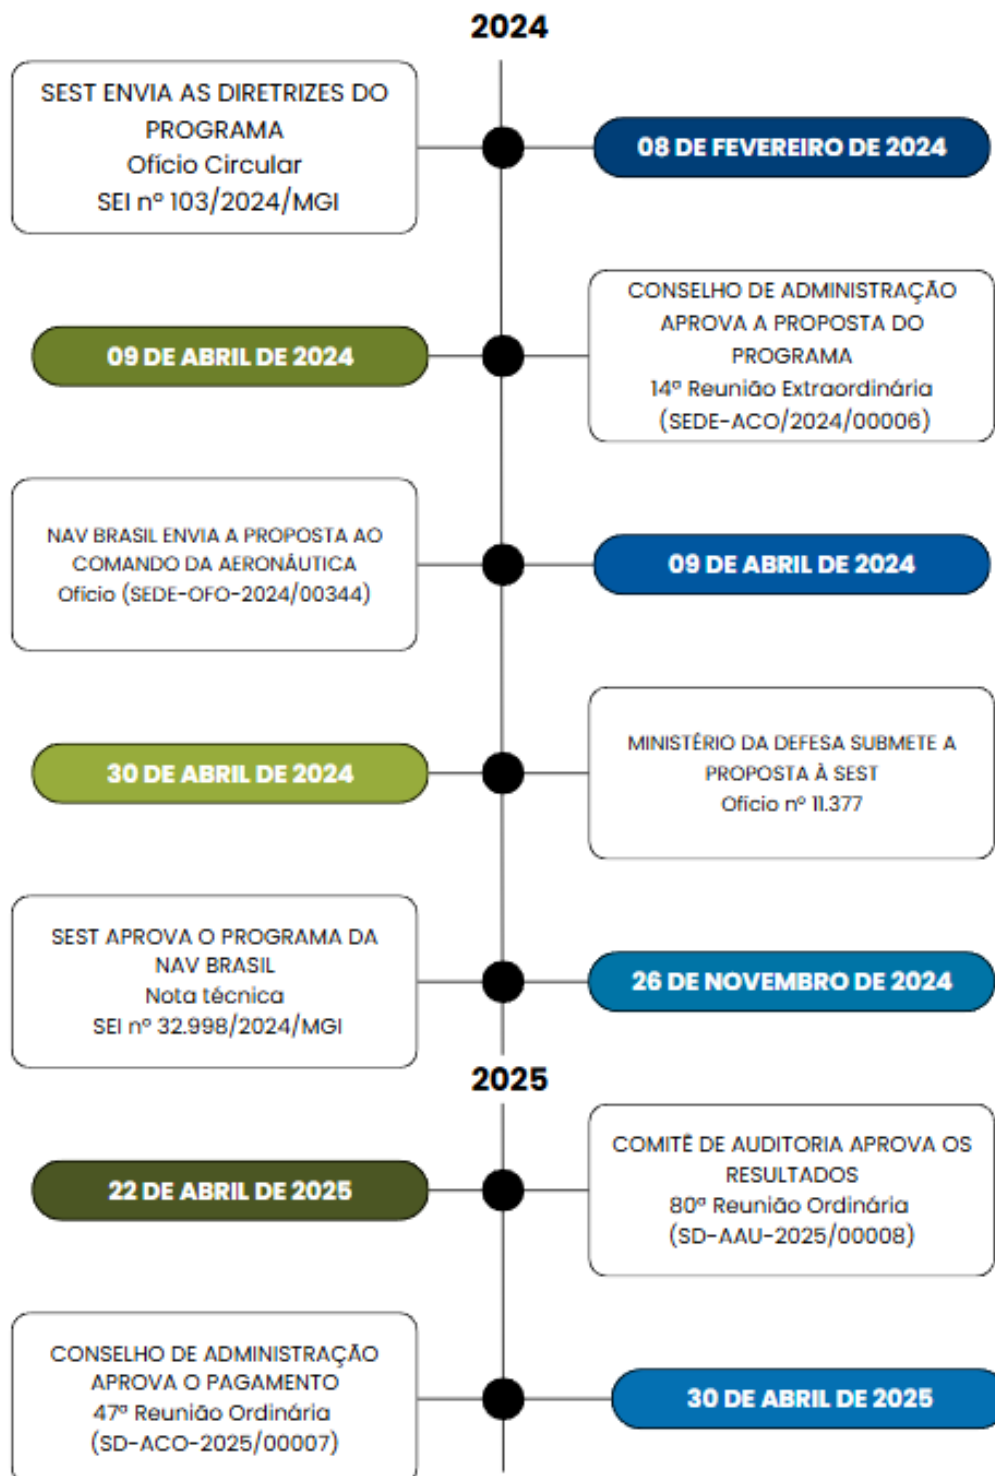 2024
SEST ENVIA AS DIRETRIZES DO
PROGRAMA
Ofício Circular
SEI nº 103/2024/MGI
08 DE FEVEREIRO DE 2024
09 DE ABRIL DE 2024
CONSELHO DE ADMINISTRAÇÃO
APROVA A PROPOSTA DO
PROGRAMA
14ª Reunião Extraordinária
(SEDE-ACO/2024/00006)
NAV BRASIL ENVIA A PROPOSTA AO
COMANDO DA AERONÁUTICA
Ofício (SEDE-OFO-2024/00344)
09 DE ABRIL DE 2024
30 DE ABRIL DE 2024
MINISTÉRIO DA DEFESA SUBMETE A
PROPOSTA À SEST
Ofício nº 11.377
SEST APROVA O PROGRAMA DA
NAV BRASIL
Nota técnica
SEI nº 32.998/2024/MGI
26 DE NOVEMBRO DE 2024
2025
22 DE ABRIL DE 2025
COMITÊ DE AUDITORIA APROVA OS
RESULTADOS
80ª Reunião Ordinária
(SD-AAU-2025/00008)
CONSELHO DE ADMINISTRAÇÃO
APROVA O PAGAMENTO
47ª Reunião Ordinária
(SD-ACO-2025/00007)
30 DE ABRIL DE 2025